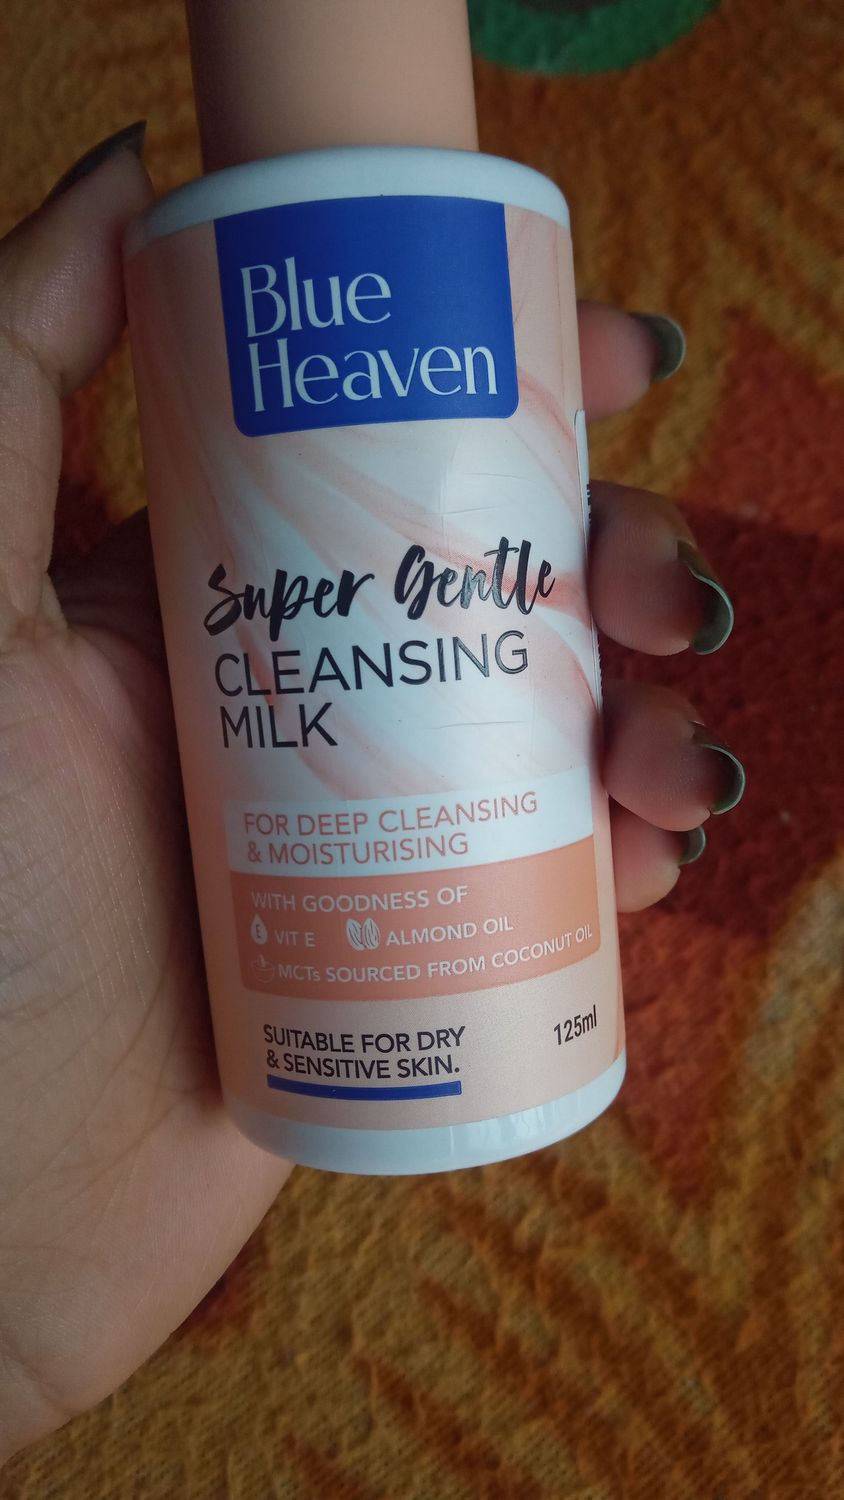 Blue
Heaven
Super Gentle
CLEANSING
MILK
FOR DEEP CLEANSING
& MOISTURISING
WITH GOODNESS OF
E VIT E ALMOND OIL
MCTs SOURCED FROM COCONUT OIL
SUITABLE FOR DRY
& SENSITIVE SKIN.
125ml